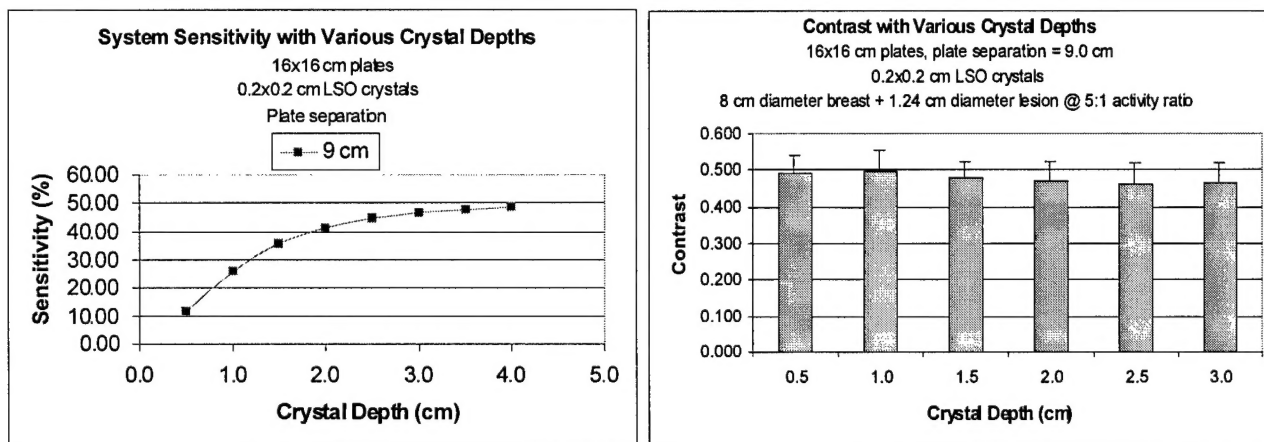 System Sensitivity with Various Crystal Depths
16x16 cm plates
0.2x0.2 cm LSO crystals
Plate separation
9 cm
Sensitivity (%)
60.00
50.00
40.00
30.00
20.00
10.00
0.00
0.0 1.0 2.0 3.0 4.0 5.0
Crystal Depth (cm)
Contrast with Various Crystal Depths
16x16 cm plates, plate separation = 9.0 cm
0.2x0.2 cm LSO crystals
8 cm diameter breast + 1.24 cm diameter lesion @ 5:1 activity ratio
Contrast
0.600
0.500
0.400
0.300
0.200
0.100
0.000
0.5 1.0 1.5 2.0 2.5 3.0
Crystal Depth (cm)